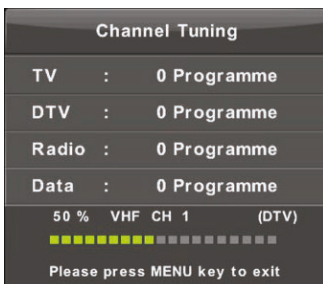 Channel Tuning
TV : 0 Programme
DTV : 0 Programme
Radio : 0 Programme
Data : 0 Programme
50 % VHF CH 1 (DTV)
Please press MENU key to exit